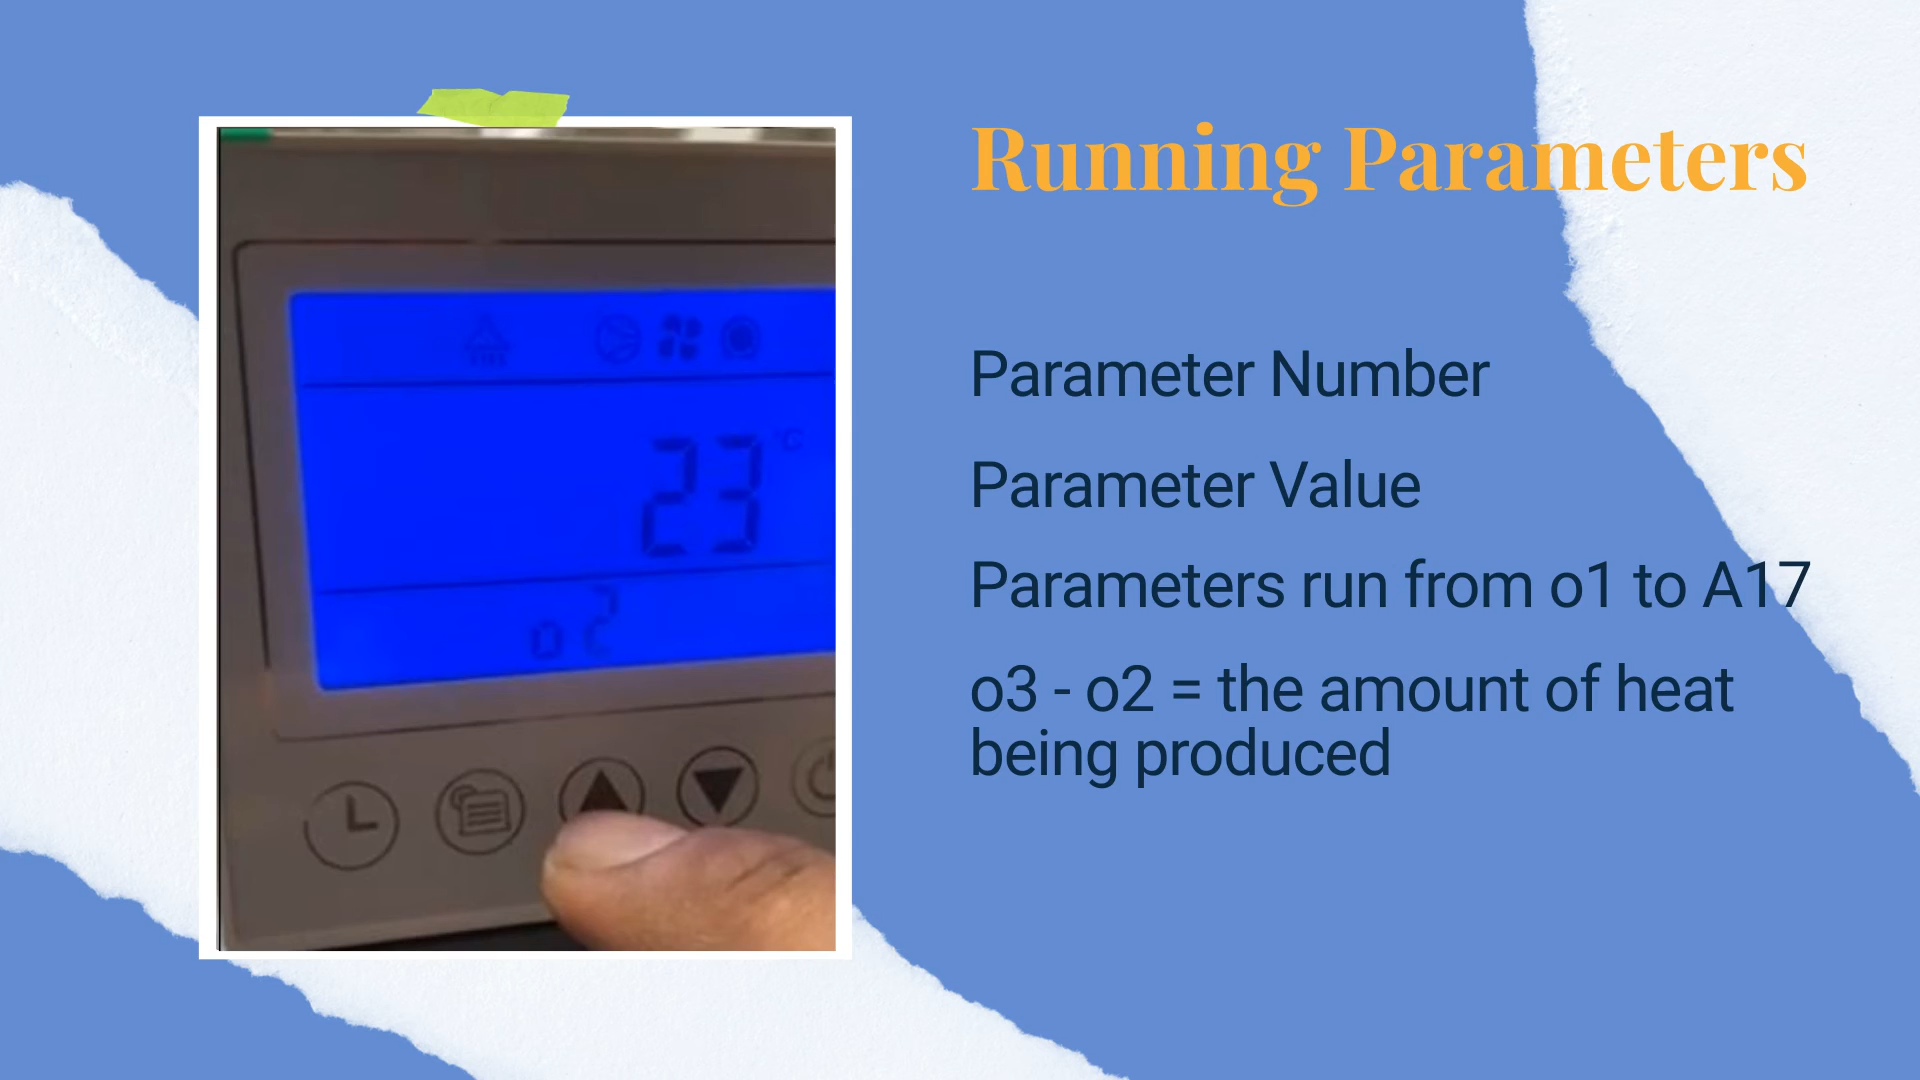 Running Parameters
Parameter Number
Parameter Value
Parameters run from o1 to A17
o3 - o2 = the amount of heat
being produced
23 °C
o2